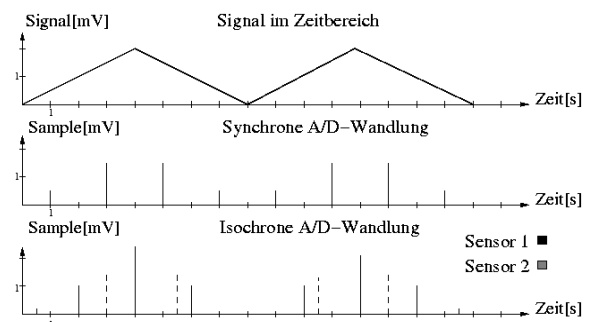 Signal[mV] Signal im Zeitbereich
1
1
Zeit[s]
Sample[mV] Synchrone A/D−Wandlung
1
1
Zeit[s]
Sample[mV] Isochrone A/D−Wandlung
Sensor 1
Sensor 2
1
Zeit[s]